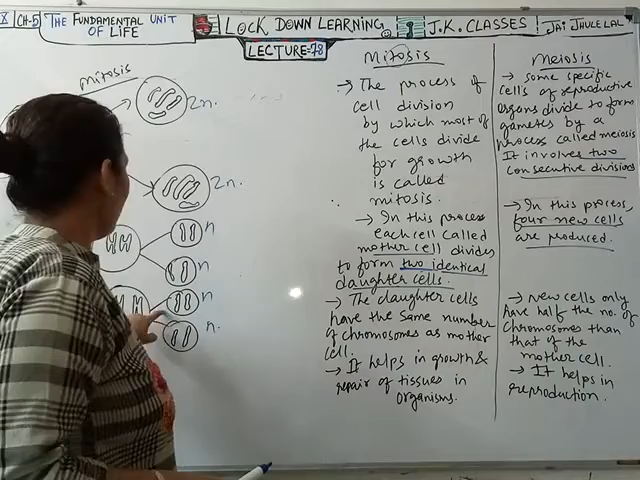 X CH-5 THE FUNDAMENTAL UNIT
OF LIFE
LOCK DOWN LEARNING J.K. CLASSES JAI JHULELAL
LECTURE-78
mitosis
2n.
2n.
n
n
n
n.
Mitosis
→ The process of
cell division
by which most of
the cells divide
for growth
is called
mitosis.
→ In this process
each cell called
mother cell divides
to form two identical
daughter cells.
→ The daughter cells
have the same number
of chromosomes as mother
cell.
→ It helps in growth &
repair of tissues in
organisms.
Meiosis
→ Some specific
cells of reproductive
organs divide to form
gametes by a
process called meiosis
It involves two
consecutive divisions
→ In this process,
four new cells
are produced.
→ New cells only
have half the no. of
chromosomes than
that of the
mother cell.
→ It helps in
reproduction.